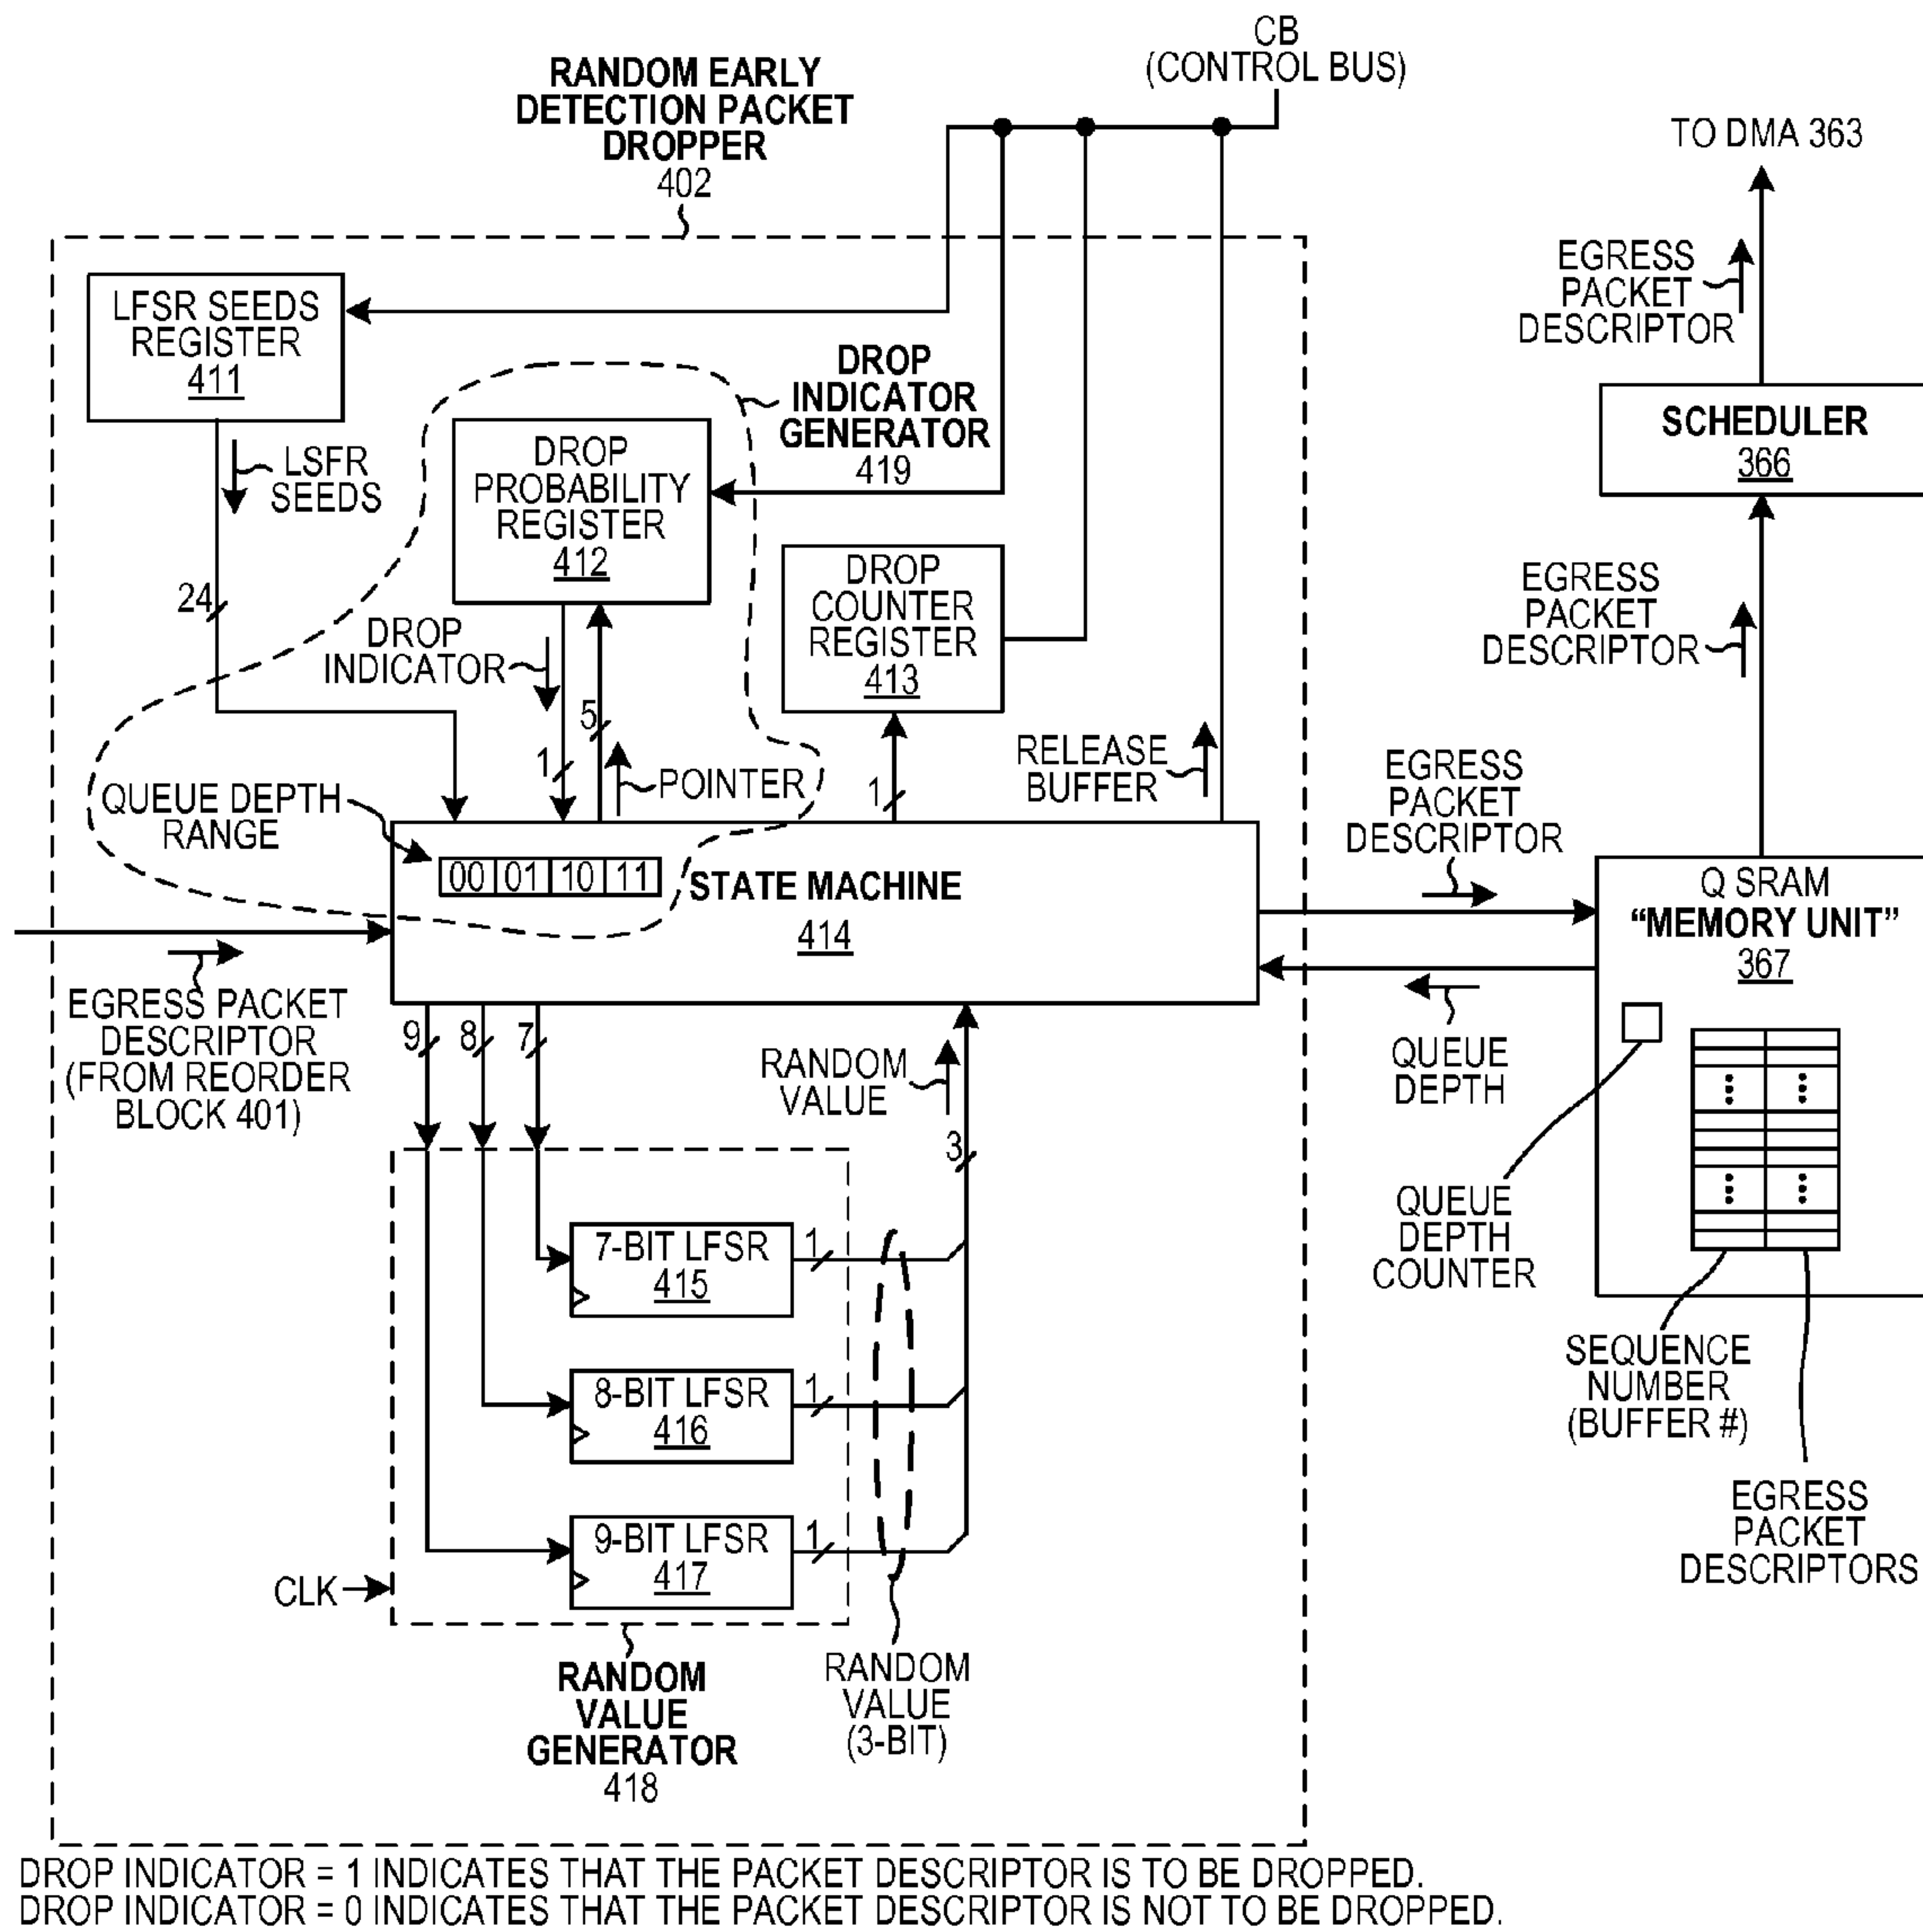 CB
(CONTROL BUS)
RANDOM EARLY
DETECTION PACKET
DROPPER
402
TO DMA 363
EGRESS
PACKET
DESCRIPTOR
LFSR SEEDS
REGISTER
411
DROP
INDICATOR
GENERATOR
419
SCHEDULER
366
LSFR
SEEDS
DROP
PROBABILITY
REGISTER
412
DROP
COUNTER
REGISTER
413
EGRESS
PACKET
DESCRIPTOR
24
DROP
INDICATOR
5
1
POINTER
1
RELEASE
BUFFER
QUEUE DEPTH
RANGE
EGRESS
PACKET
DESCRIPTOR
00 01 10 11
STATE MACHINE
414
Q SRAM
“MEMORY UNIT”
367
EGRESS PACKET
DESCRIPTOR
(FROM REORDER
BLOCK 401)
9
8
7
RANDOM
VALUE
3
QUEUE
DEPTH
QUEUE
DEPTH
COUNTER
7-BIT LFSR
415
1
8-BIT LFSR
416
1
9-BIT LFSR
417
1
CLK
SEQUENCE
NUMBER
(BUFFER #)
EGRESS
PACKET
DESCRIPTORS
RANDOM
VALUE
GENERATOR
418
RANDOM
VALUE
(3-BIT)
DROP INDICATOR = 1 INDICATES THAT THE PACKET DESCRIPTOR IS TO BE DROPPED.
DROP INDICATOR = 0 INDICATES THAT THE PACKET DESCRIPTOR IS NOT TO BE DROPPED.